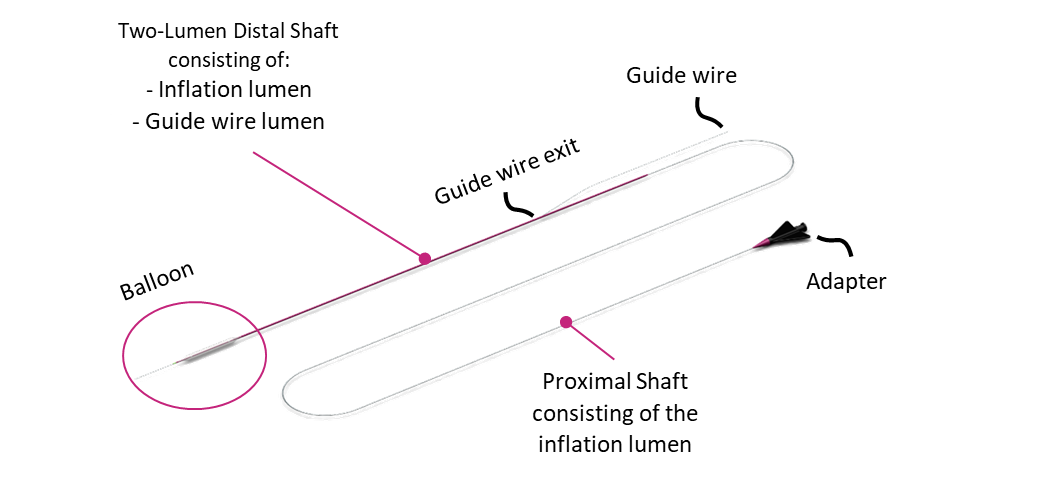 Two-Lumen Distal Shaft
consisting of:
- Inflation lumen
- Guide wire lumen
Guide wire
Guide wire exit
Balloon
Adapter
Proximal Shaft
consisting of the
inflation lumen